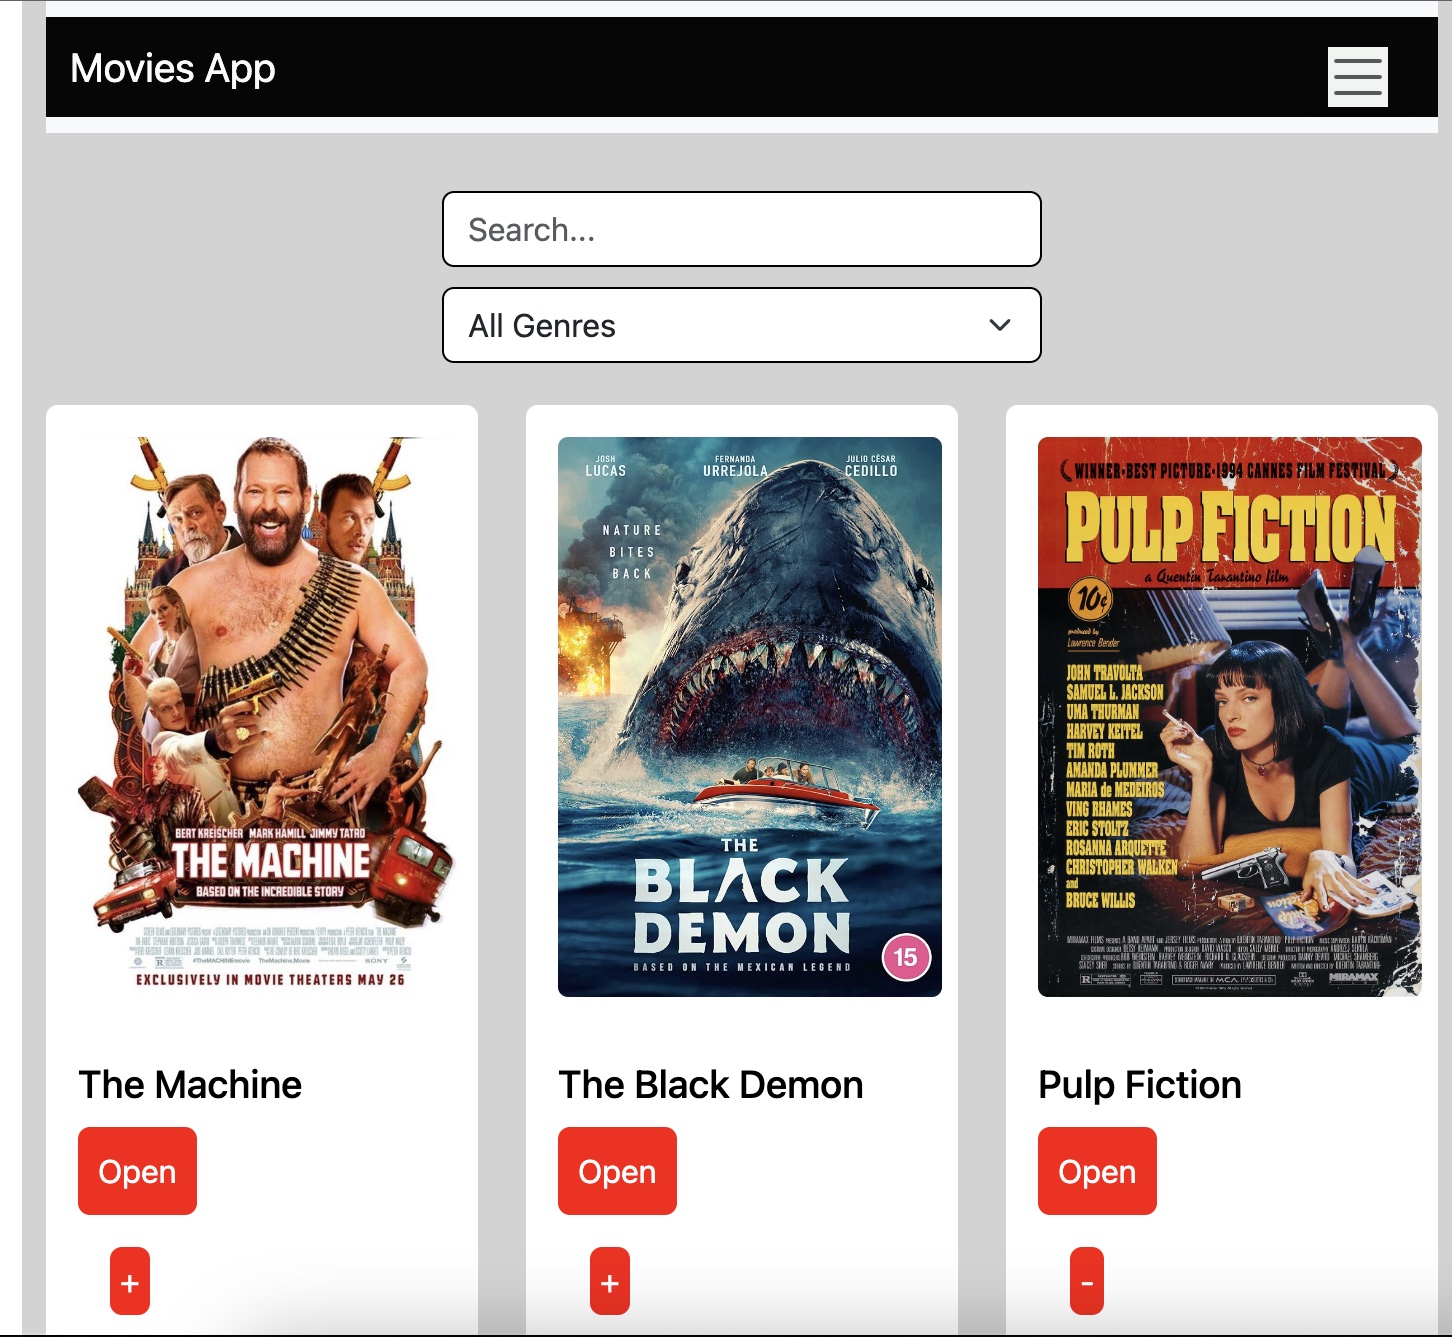 Movies App
Search...
All Genres
BERT KREISCHER MARK HAMILL JIMMY TATRO
THE MACHINE
BASED ON THE INCREDIBLE STORY
#TheMACHINEmovie TheMachine.Movie
SONY
EXCLUSIVELY IN MOVIE THEATERS MAY 26
The Machine
Open
+
JOSH LUCAS
FERNANDA URREJOLA
JULIO CÉSAR CEDILLO
NATURE
BITES
BACK
THE
BLACK
DEMON
BASED ON THE MEXICAN LEGEND
15
The Black Demon
Open
+
WINNER·BEST PICTURE·1994 CANNES FILM FESTIVAL
PULP FICTION
a Quentin Tarantino film
10¢
produced by
Lawrence Bender
JOHN TRAVOLTA
SAMUEL L. JACKSON
UMA THURMAN
HARVEY KEITEL
TIM ROTH
AMANDA PLUMMER
MARIA de MEDEIROS
VING RHAMES
ERIC STOLTZ
ROSANNA ARQUETTE
CHRISTOPHER WALKEN
and
BRUCE WILLIS
R
MIRAMAX
Pulp Fiction
Open
-